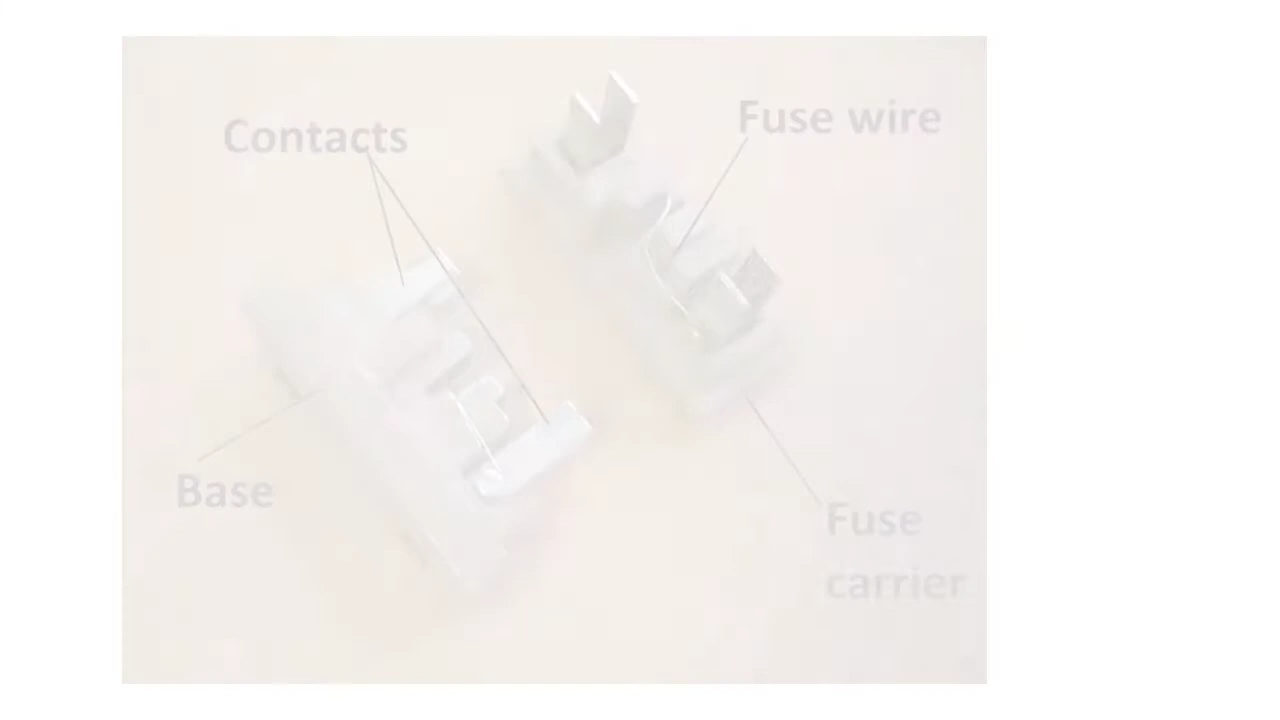 Contacts
Fuse wire
Base
Fuse
carrier